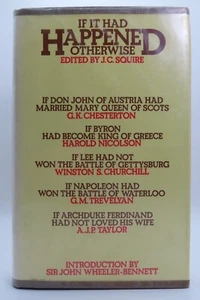 IF IT HAD
HAPPENED
OTHERWISE
EDITED BY J.C. SQUIRE
IF DON JOHN OF AUSTRIA HAD
MARRIED MARY QUEEN OF SCOTS
G.K. CHESTERTON
IF BYRON
HAD BECOME KING OF GREECE
HAROLD NICOLSON
IF LEE HAD NOT
WON THE BATTLE OF GETTYSBURG
WINSTON S. CHURCHILL
IF NAPOLEON HAD
WON THE BATTLE OF WATERLOO
G.M. TREVELYAN
IF ARCHDUKE FERDINAND
HAD NOT LOVED HIS WIFE
A.J.P. TAYLOR
INTRODUCTION BY
SIR JOHN WHEELER-BENNETT